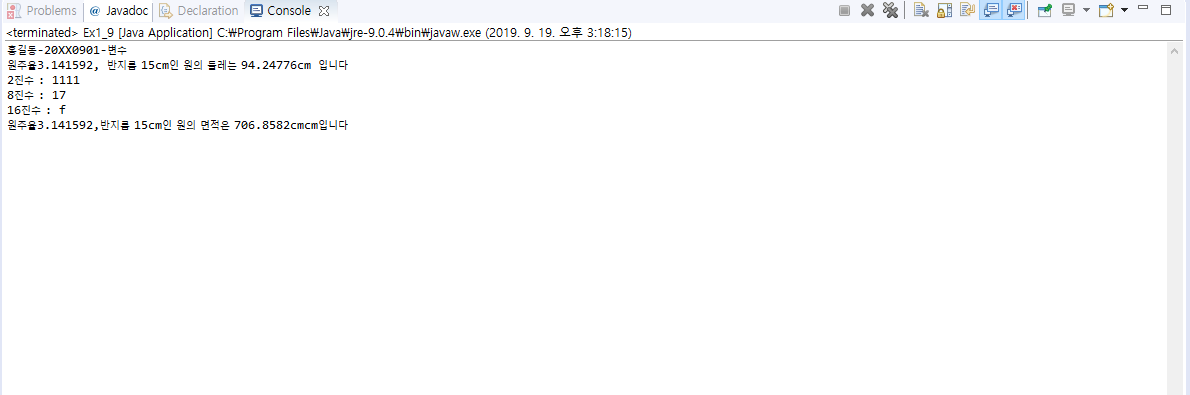 Problems @ Javadoc Declaration Console
<terminated> Ex1_9 [Java Application] C:₩Program Files₩Java₩jre-9.0.4₩bin₩javaw.exe (2019. 9. 19. 오후 3:18:15)
홍길동-20XX0901-변수
원주율3.141592, 반지름 15cm인 원의 둘레는 94.24776cm 입니다
2진수 : 1111
8진수 : 17
16진수 : f
원주율3.141592,반지름 15cm인 원의 면적은 706.8582cmcm입니다